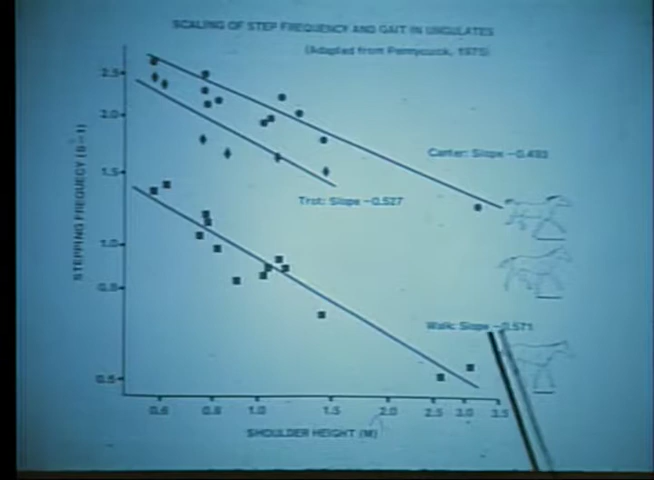 SCALING OF STEP FREQUENCY AND GAIT IN UNGULATES
(Adapted from Pennycuick, 1975)
STEPPING FREQUECY (S-1)
2.5
2.0
1.5
1.0
0.8
0.5
Canter: Slope -0.493
Trot: Slope -0.527
Walk: Slope -0.571
0.6 0.8 1.0 1.5 2.0 2.5 3.0 3.5
SHOULDER HEIGHT (M)